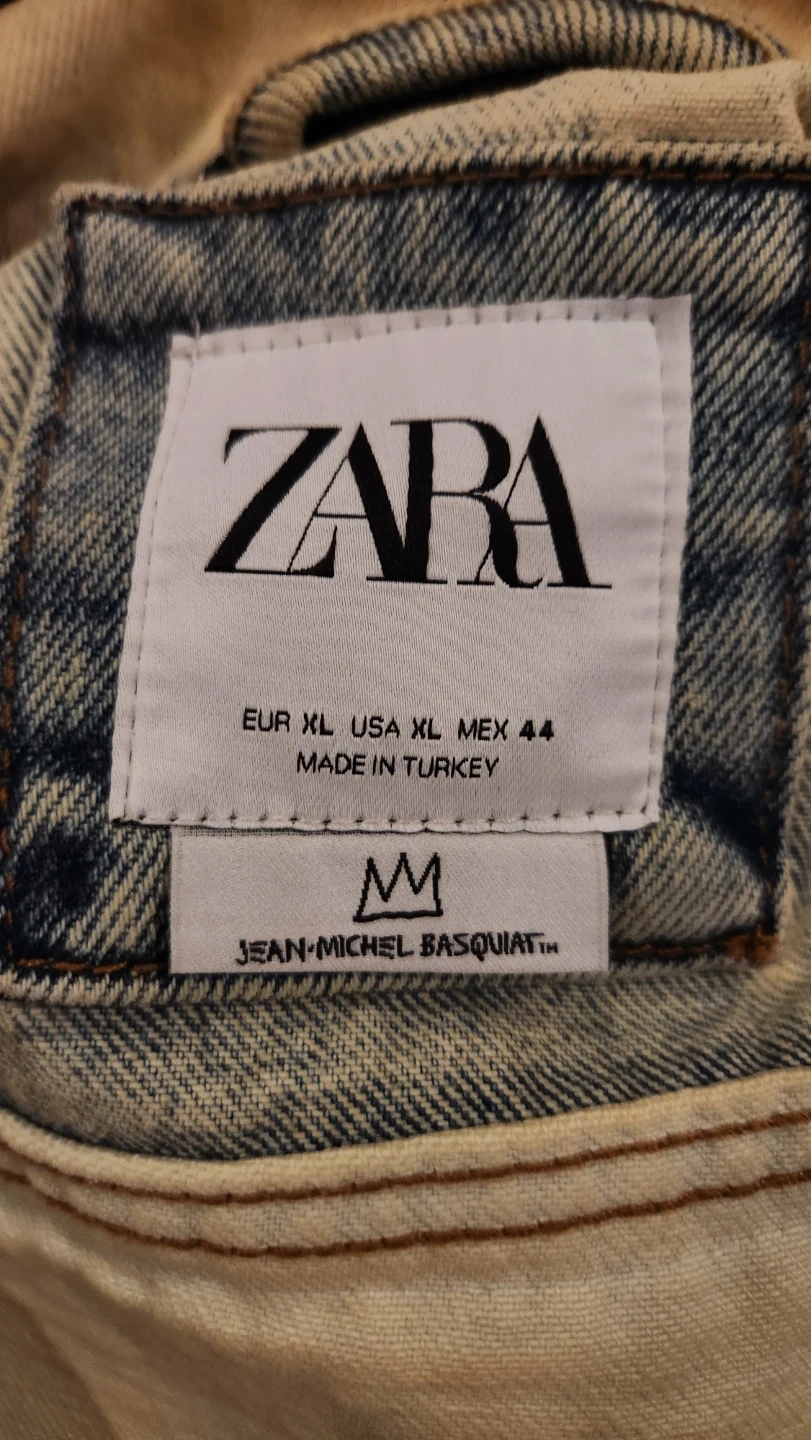 ZARA
EUR XL USA XL MEX 44
MADE IN TURKEY
JEAN-MICHEL BASQUIAT™